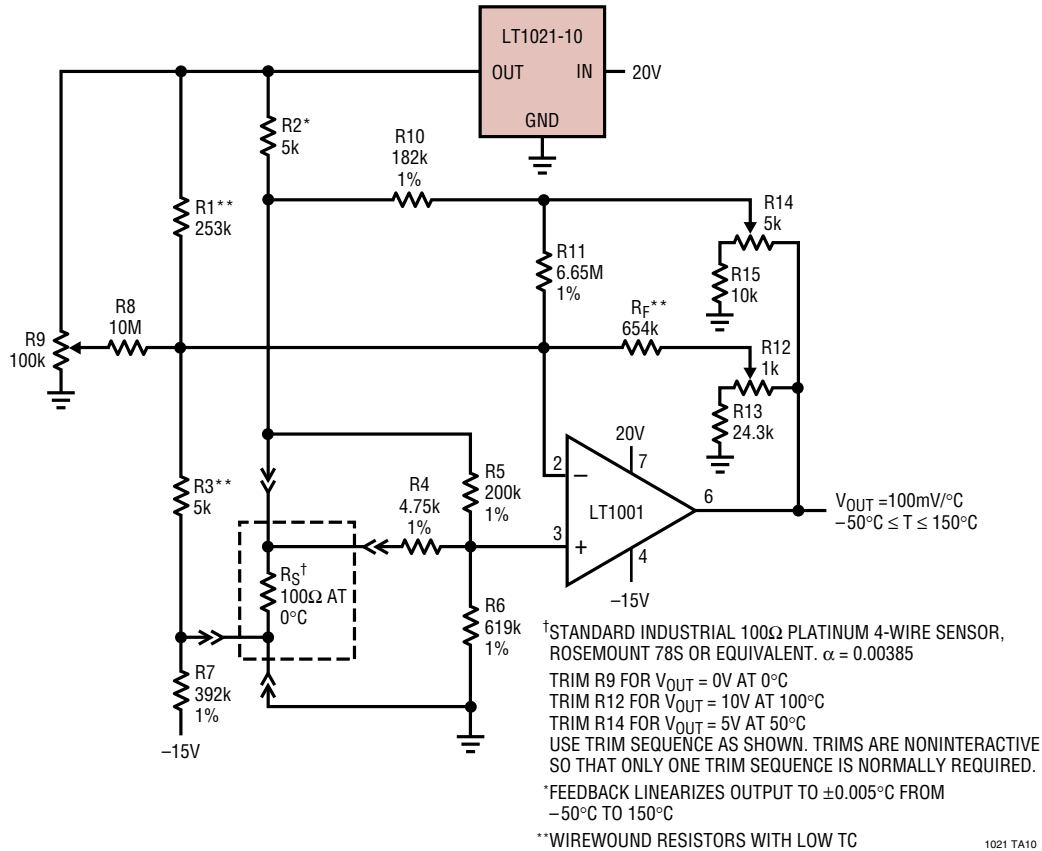 LT1021-10
OUT
IN
20V
GND
R2*
5k
R10
182k
1%
R1**
253k
R14
5k
R11
6.65M
1%
R15
10k
R8
10M
RF**
654k
R9
100k
R12
1k
R13
24.3k
20V
7
R3**
5k
R4
4.75k
1%
R5
200k
1%
2
–
LT1001
6
VOUT =100mV/°C
–50°C ≤ T ≤ 150°C
3
+
4
–15V
RS†
100Ω AT
0°C
R6
619k
1%
R7
392k
1%
–15V
†STANDARD INDUSTRIAL 100Ω PLATINUM 4-WIRE SENSOR,
ROSEMOUNT 78S OR EQUIVALENT. α = 0.00385
TRIM R9 FOR VOUT = 0V AT 0°C
TRIM R12 FOR VOUT = 10V AT 100°C
TRIM R14 FOR VOUT = 5V AT 50°C
USE TRIM SEQUENCE AS SHOWN. TRIMS ARE NONINTERACTIVE
SO THAT ONLY ONE TRIM SEQUENCE IS NORMALLY REQUIRED.
*FEEDBACK LINEARIZES OUTPUT TO ±0.005°C FROM
–50°C TO 150°C
**WIREWOUND RESISTORS WITH LOW TC
1021 TA10